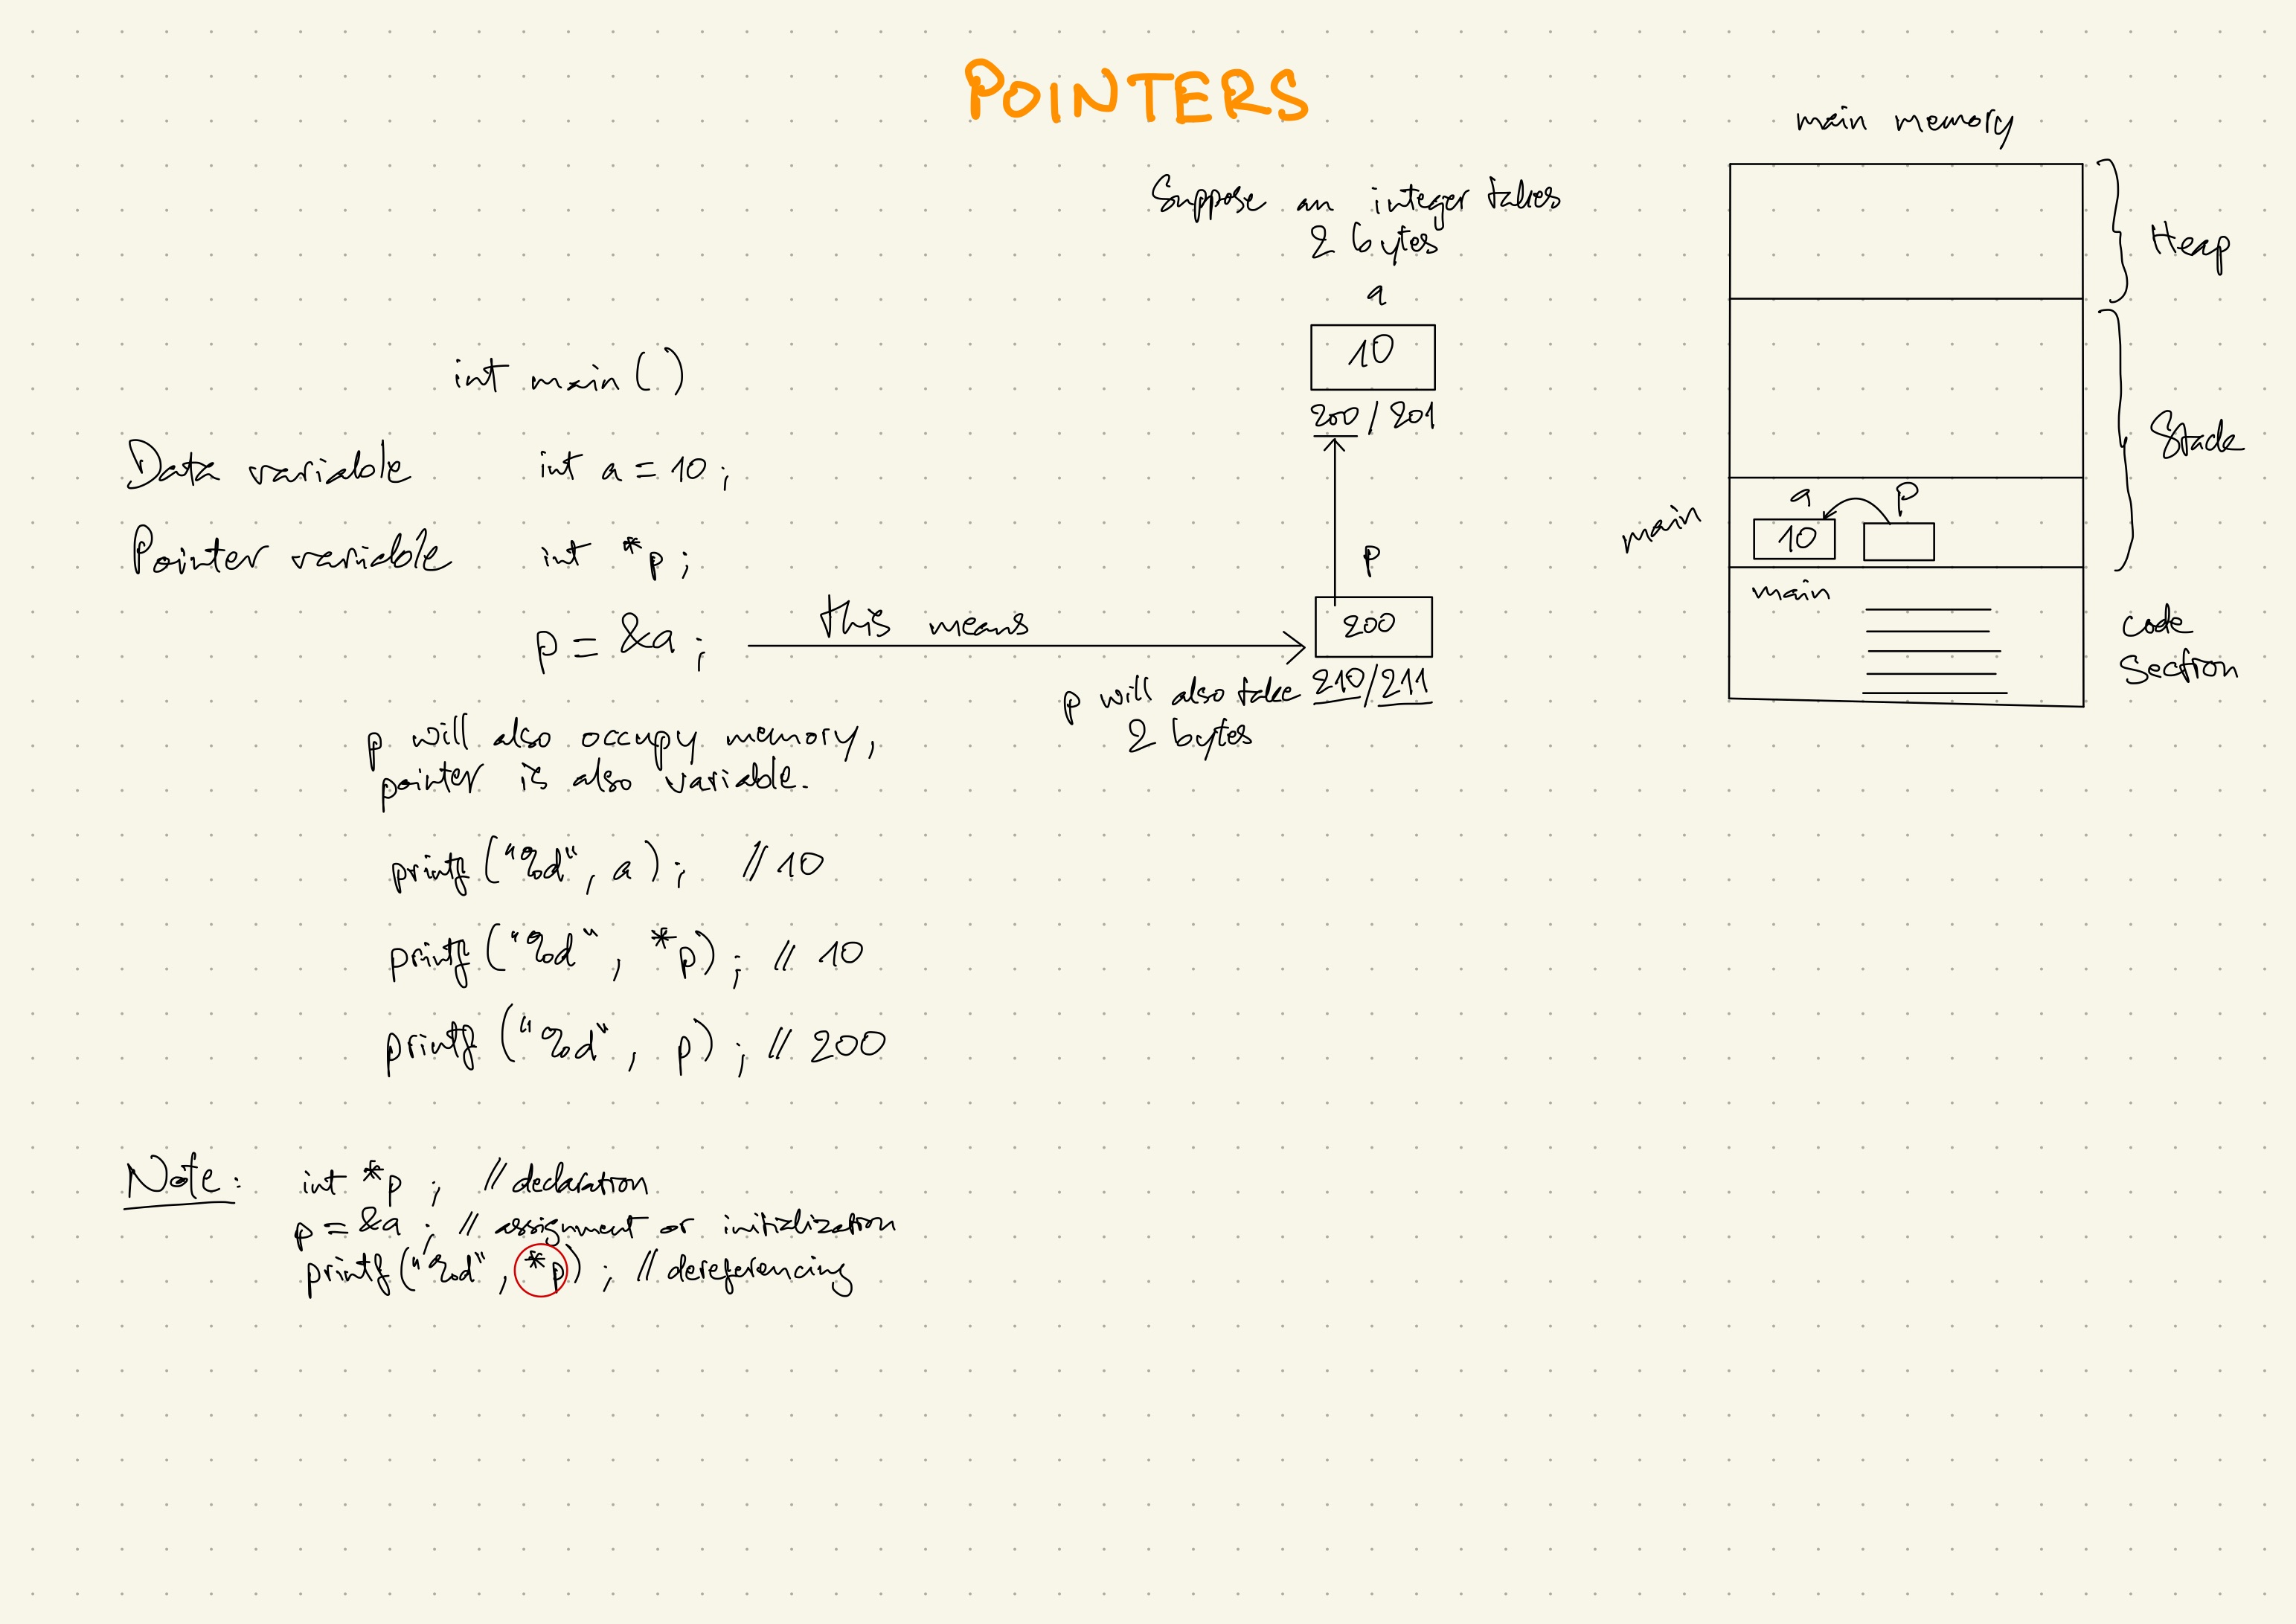 POINTERS
main memory
Suppose an integer takes
2 bytes
Heap
a
10
int main()
200 / 201
Stack
Data variable int a = 10;
a p
main
10
Pointer variable int *p;
p
main
p = &a; this means
200
code
section
p will also take 210/211
2 bytes
p will also occupy memory,
pointer is also variable.
printf ("%d", a); // 10
printf ("%d", *p); // 10
printf ("%d", p); // 200
Note: int *p; // declaration
p = &a; // assignment or initialization
printf ("%d", *p); // dereferencing